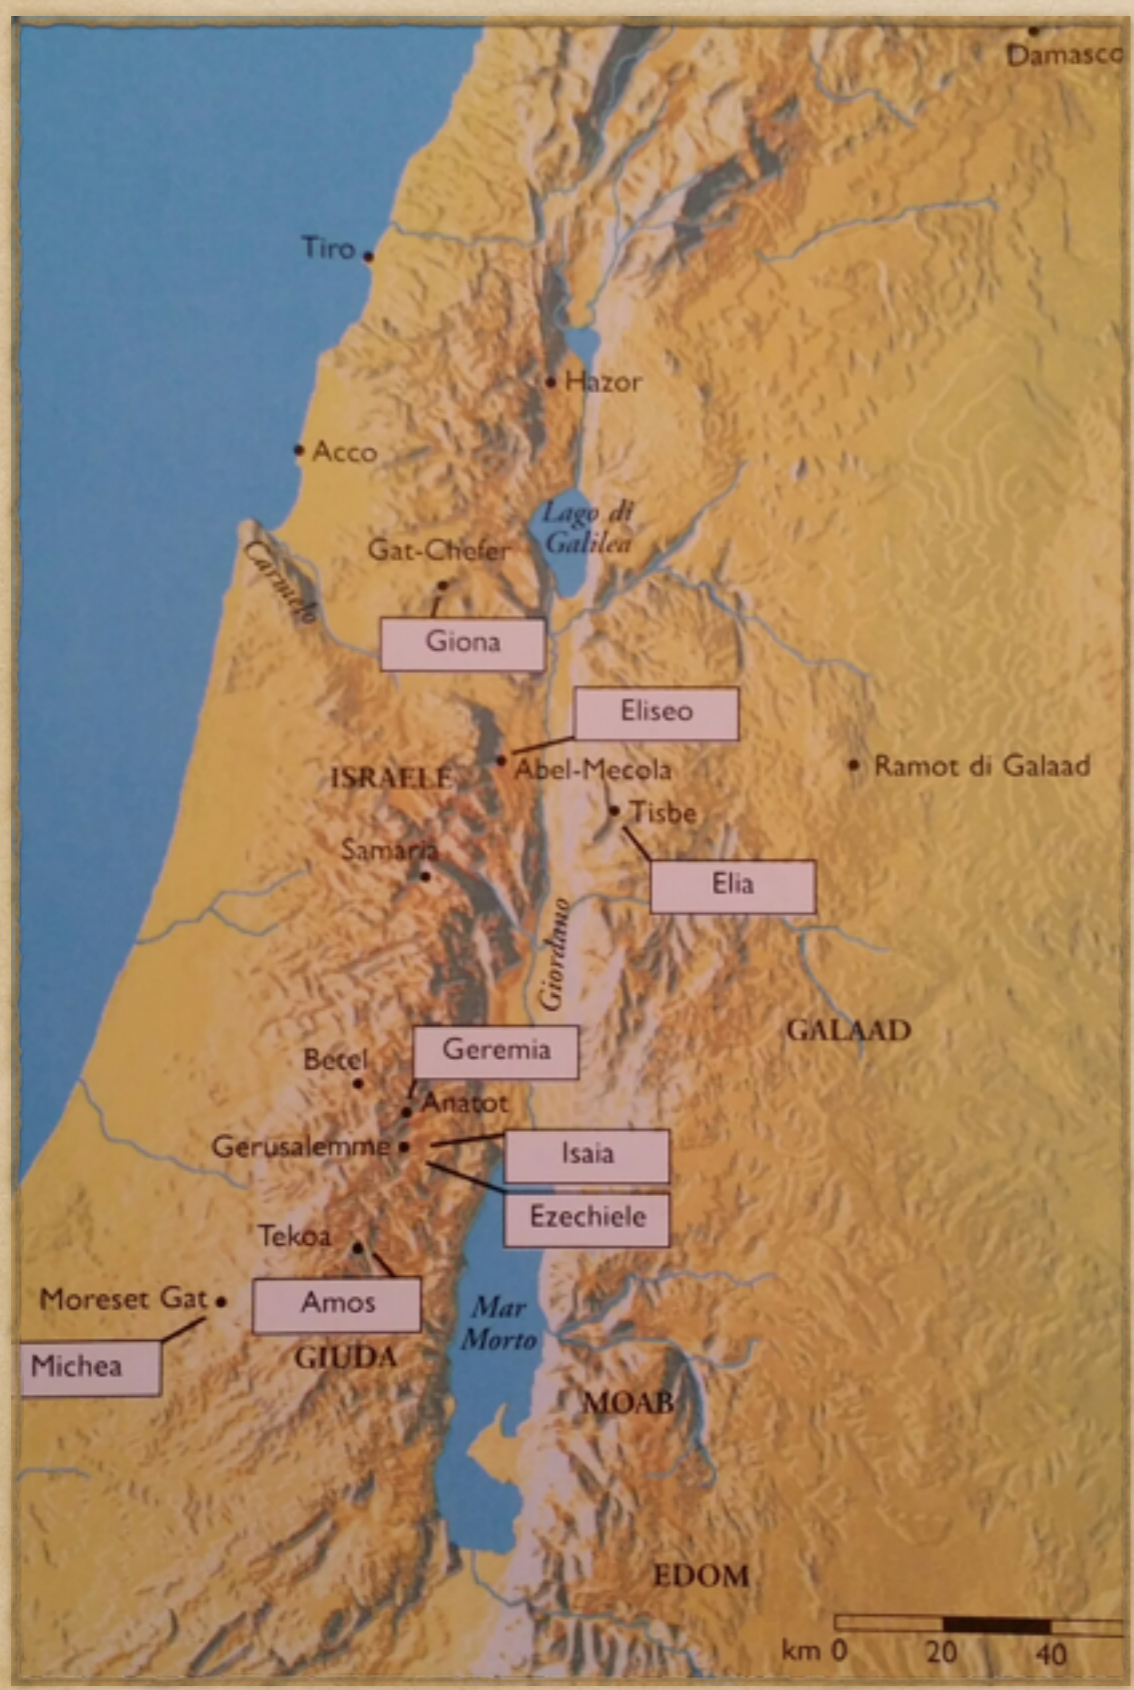 Damasco
Tiro
Hazor
Acco
Lago di
Galilea
Gat-Chefer
Carmelo
Giona
Eliseo
ISRAELE
Abel-Mecola
Ramot di Galaad
Tisbe
Samaria
Elia
Giordano
GALAAD
Geremia
Betel
Anatot
Gerusalemme
Isaia
Ezechiele
Tekoa
Moreset Gat
Amos
Mar
Morto
Michea
GIUDA
MOAB
EDOM
km 0 20 40